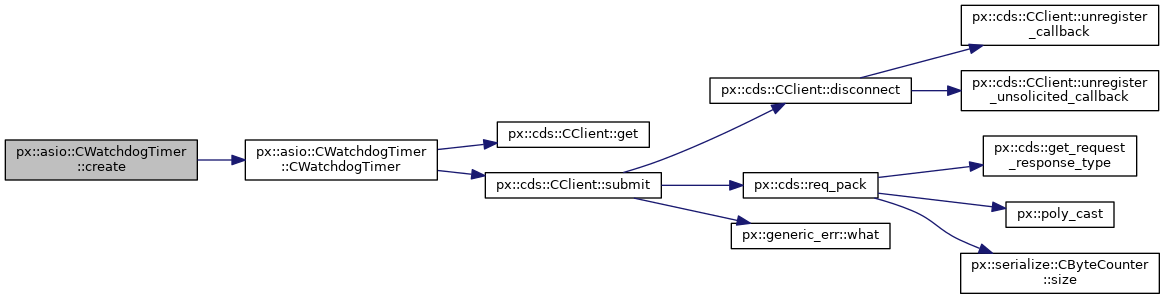 px::asio::CWatchdogTimer
::create
px::asio::CWatchdogTimer
::CWatchdogTimer
px::cds::CClient::get
px::cds::CClient::submit
px::cds::CClient::disconnect
px::cds::req_pack
px::generic_err::what
px::cds::CClient::unregister
_callback
px::cds::CClient::unregister
_unsolicited_callback
px::cds::get_request
_response_type
px::poly_cast
px::serialize::CByteCounter
::size